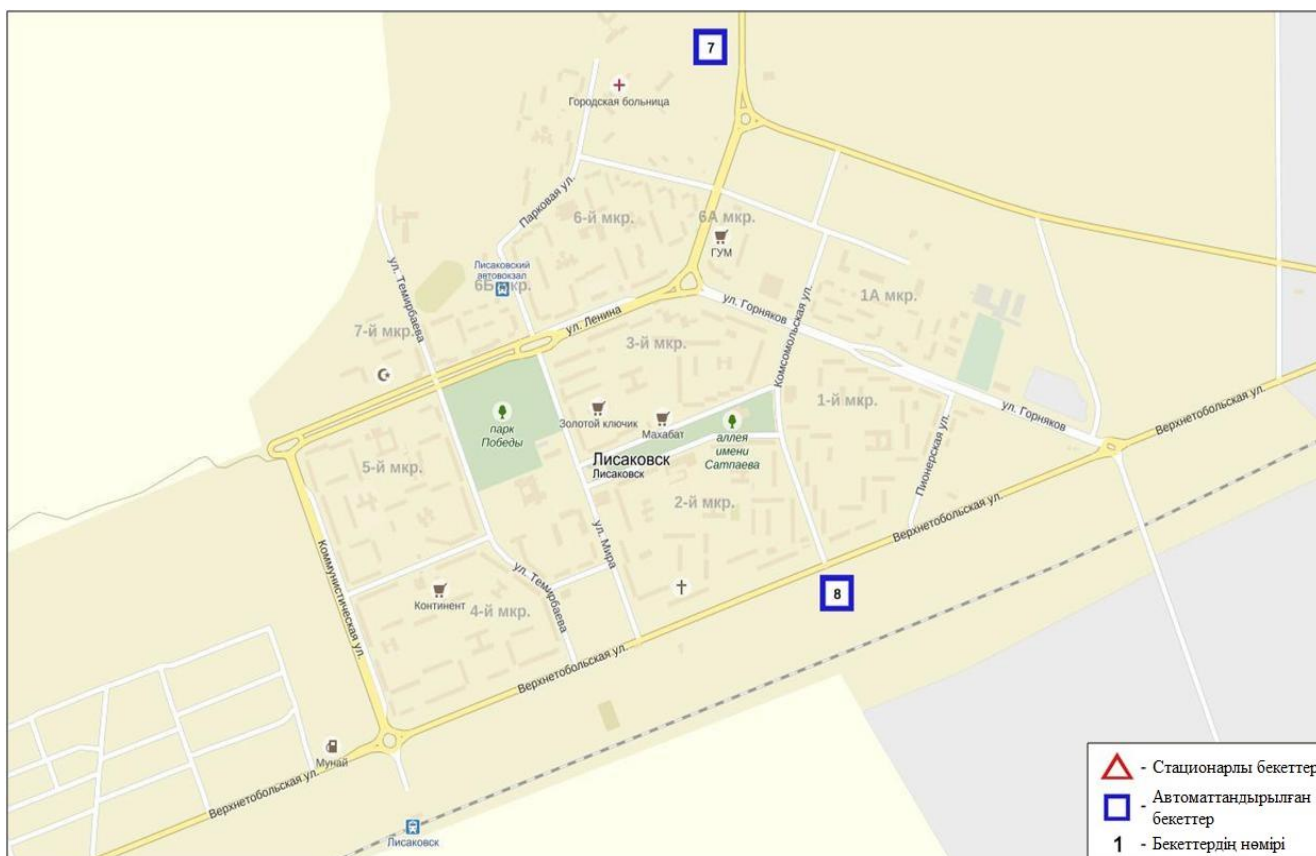 7
Городская больница
Парковая ул.
6-й мкр.
6А мкр.
ГУМ
ул. Темирбаева
Лисаковский
автовокзал
6Б мкр.
1А мкр.
ул. Горняков
Комсомольская ул.
ул. Ленина
7-й мкр.
3-й мкр.
1-й мкр.
ул. Горняков
Верхнетобольская ул.
парк
Победы
Золотой ключик
Махабат
аллея
имени
Сатпаева
Пионерская ул.
5-й мкр.
Лисаковск
Лисаковск
2-й мкр.
Верхнетобольская ул.
ул. Мира
Коммунистическая ул.
ул. Темирбаева
Континент
4-й мкр.
8
Верхнетобольская ул.
Мунай
Верхнетобольская ул.
Лисаковск
- Стационарлы бекеттер
- Автоматтандырылған
бекеттер
1 - Бекеттердің нөмірі